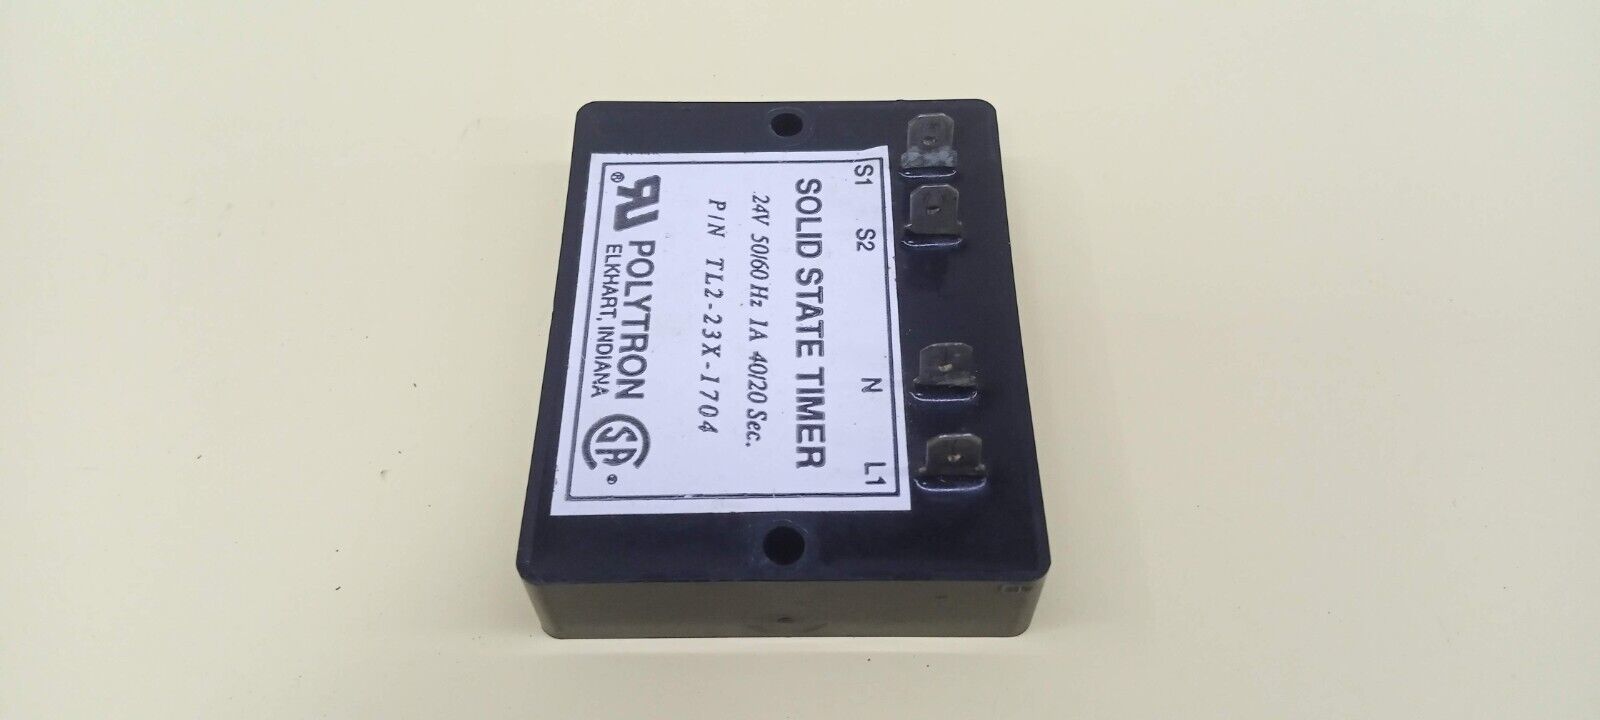 S1 S2 N L1
SOLID STATE TIMER
24V 50/60 Hz 1A 40/20 Sec.
P/N TL2-23X-1704
POLYTRON
ELKHART, INDIANA